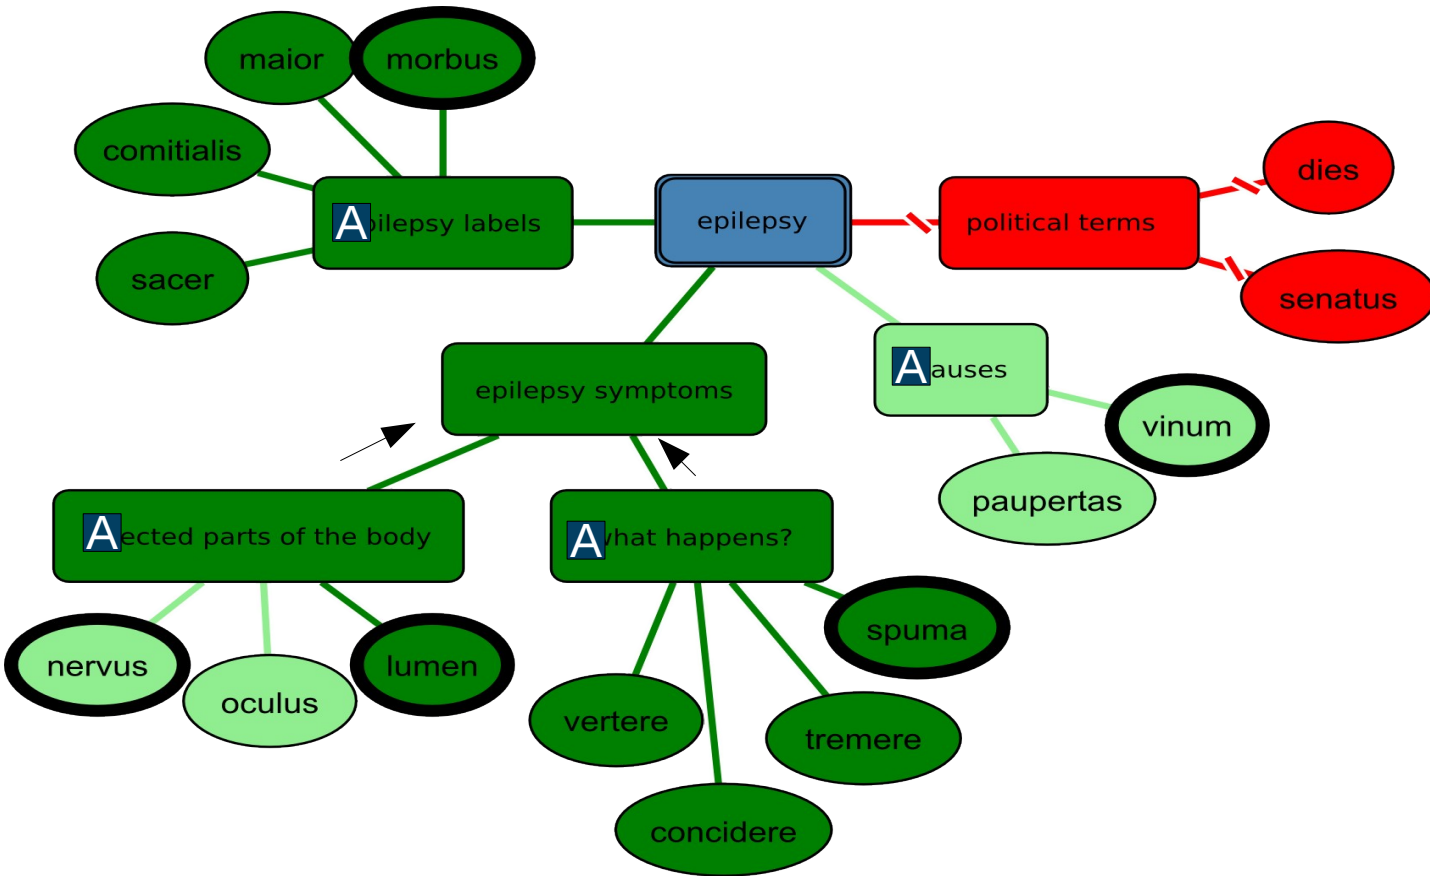 maior
morbus
comitialis
dies
A
ilepsy labels
epilepsy
political terms
sacer
senatus
A
auses
epilepsy symptoms
vinum
paupertas
A
ected parts of the body
A
hat happens?
spuma
nervus
oculus
lumen
vertere
tremere
concidere